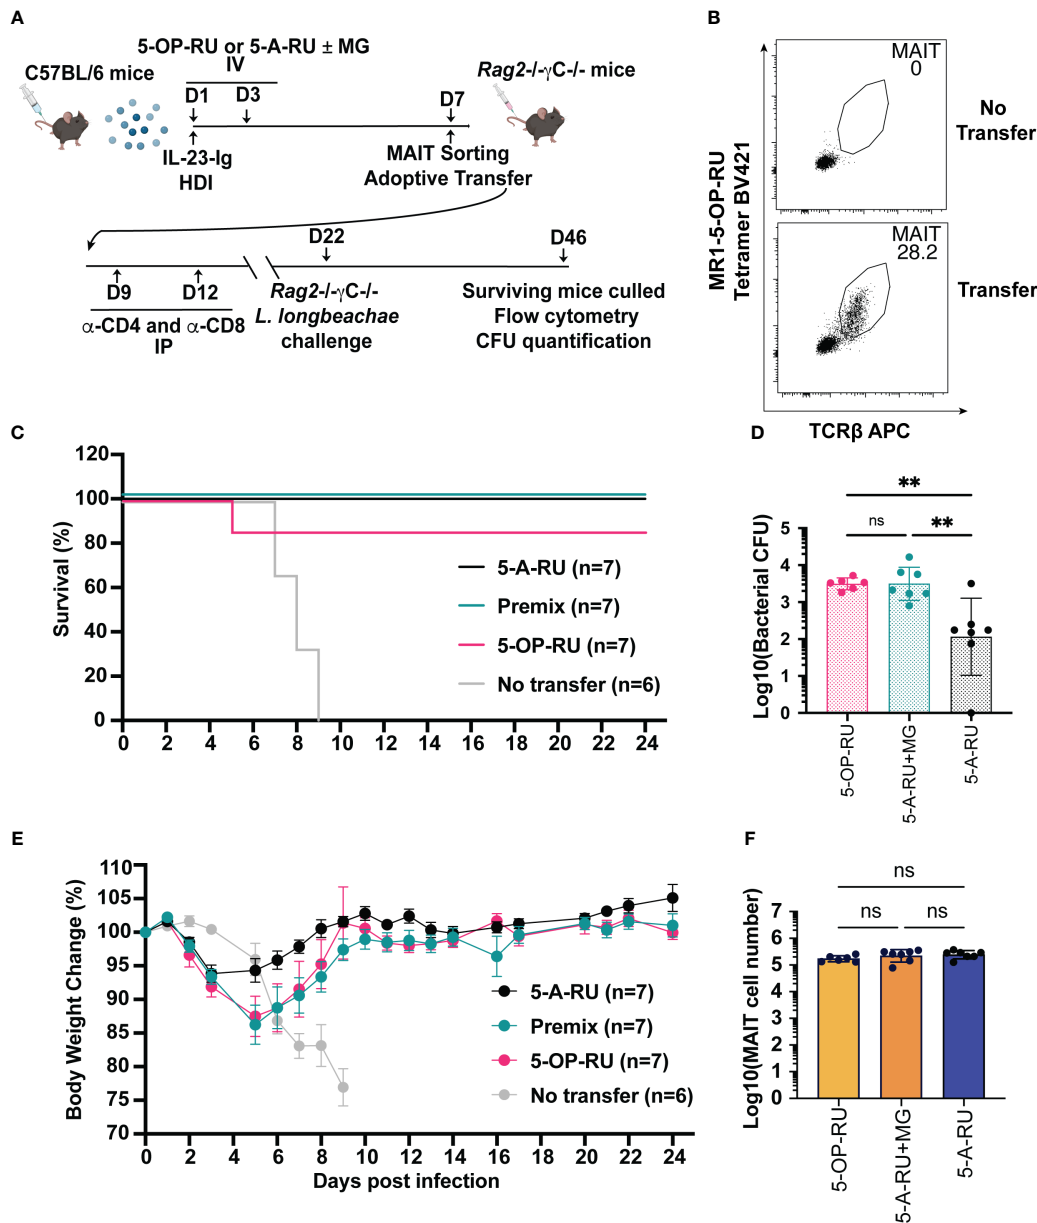 A
5-OP-RU or 5-A-RU ± MG
IV
C57BL/6 mice
Rag2-/-γC-/- mice
D1
D3
D7
IL-23-Ig
HDI
MAIT Sorting
Adoptive Transfer
D22
D46
D9
D12
α-CD4 and α-CD8
IP
Rag2-/-γC-/-
L. longbeachae
challenge
Surviving mice culled
Flow cytometry
CFU quantification
B
MAIT
0
No
Transfer
MAIT
28.2
Transfer
MR1-5-OP-RU
Tetramer BV421
TCRβ APC
C
Survival (%)
120
100
80
60
40
20
0
5-A-RU (n=7)
Premix (n=7)
5-OP-RU (n=7)
No transfer (n=6)
0 2 4 6 8 10 12 14 16 18 20 22 24
D
**
ns
**
Log10(Bacterial CFU)
5
4
3
2
1
0
5-OP-RU
5-A-RU+MG
5-A-RU
E
Body Weight Change (%)
110
105
100
95
90
85
80
75
70
5-A-RU (n=7)
Premix (n=7)
5-OP-RU (n=7)
No transfer (n=6)
0 2 4 6 8 10 12 14 16 18 20 22 24
Days post infection
F
ns
ns
ns
Log10(MAIT cell number)
7
6
5
4
3
2
1
0
5-OP-RU
5-A-RU+MG
5-A-RU